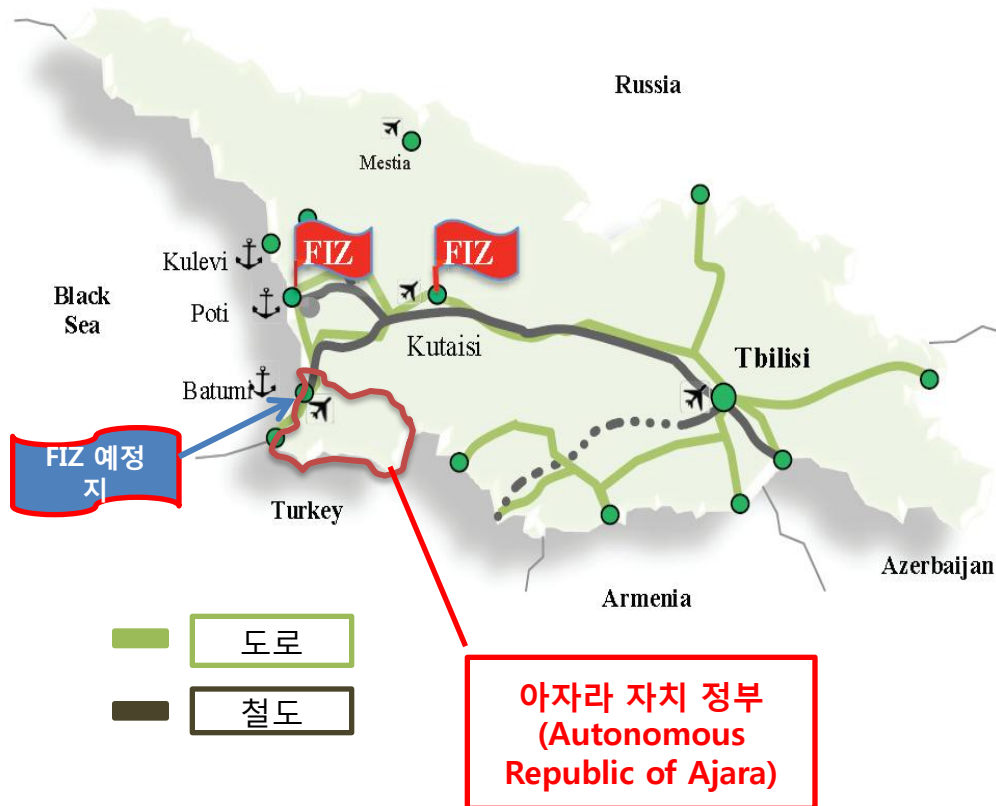 Russia
Mestia
FIZ
FIZ
Kulevi
Black
Sea
Poti
Kutaisi
Tbilisi
Batumi
FIZ 예정
지
Turkey
Azerbaijan
Armenia
도로
철도
아자라 자치 정부
(Autonomous
Republic of Ajara)